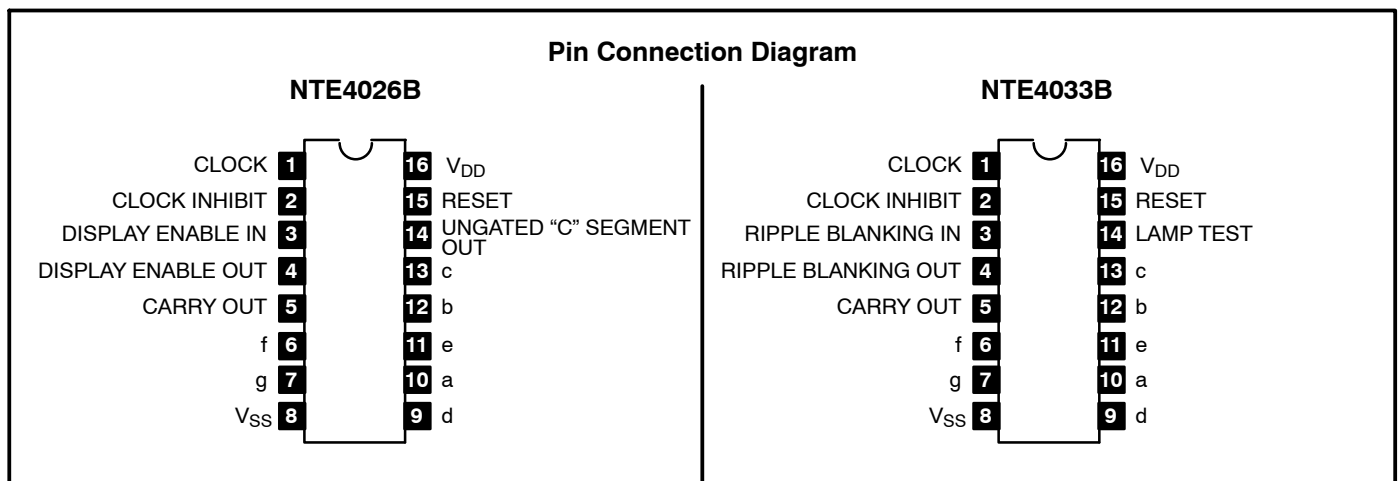 Pin Connection Diagram
NTE4026B
CLOCK 1
CLOCK INHIBIT 2
DISPLAY ENABLE IN 3
DISPLAY ENABLE OUT 4
CARRY OUT 5
f 6
g 7
VSS 8
16 VDD
15 RESET
14 UNGATED “C” SEGMENT
OUT
13 c
12 b
11 e
10 a
9 d
NTE4033B
CLOCK 1
CLOCK INHIBIT 2
RIPPLE BLANKING IN 3
RIPPLE BLANKING OUT 4
CARRY OUT 5
f 6
g 7
VSS 8
16 VDD
15 RESET
14 LAMP TEST
13 c
12 b
11 e
10 a
9 d